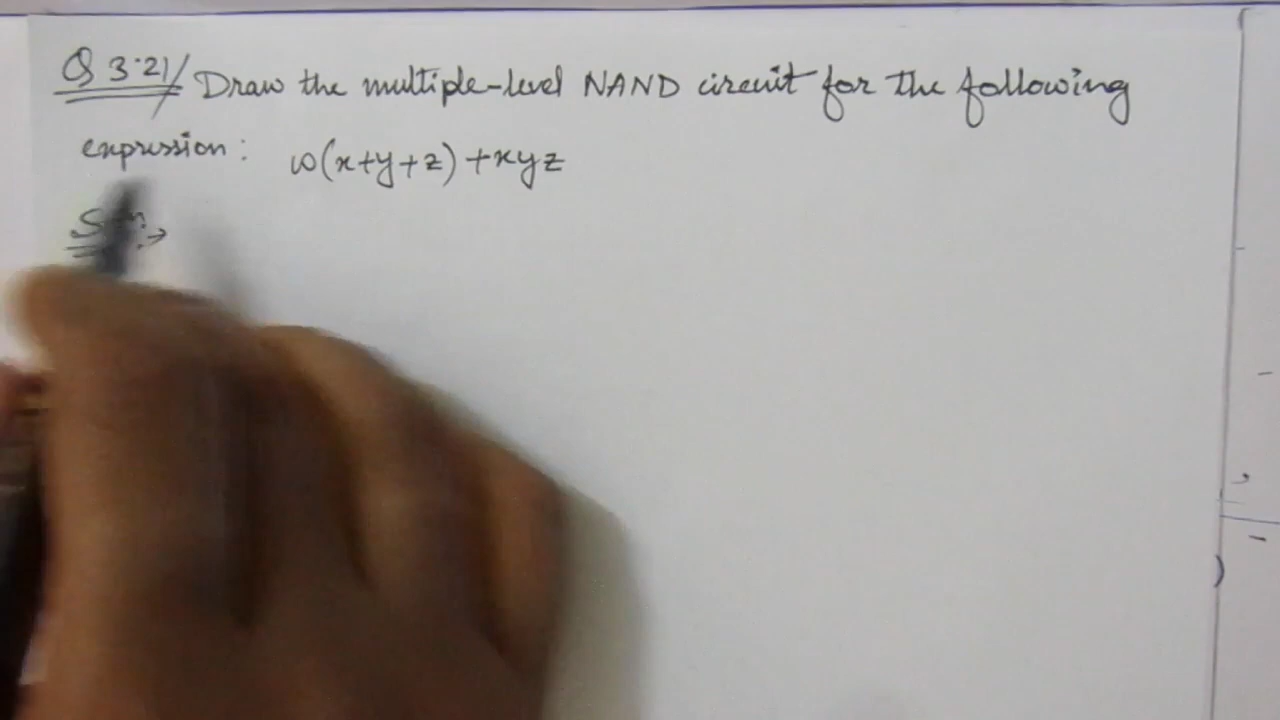 Q 3.21/ Draw the multiple-level NAND circuit for the following
expression: w(x+y+z)+xyz